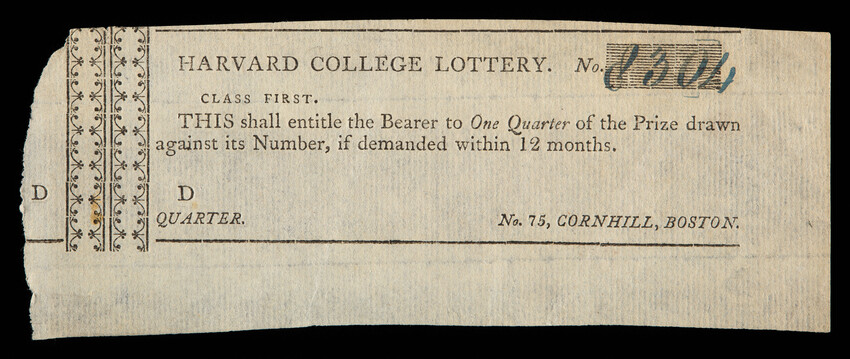 HARVARD COLLEGE LOTTERY. No. 8304
CLASS FIRST.
THIS shall entitle the Bearer to One Quarter of the Prize drawn
against its Number, if demanded within 12 months.
D D
QUARTER. No. 75, CORNHILL, BOSTON.